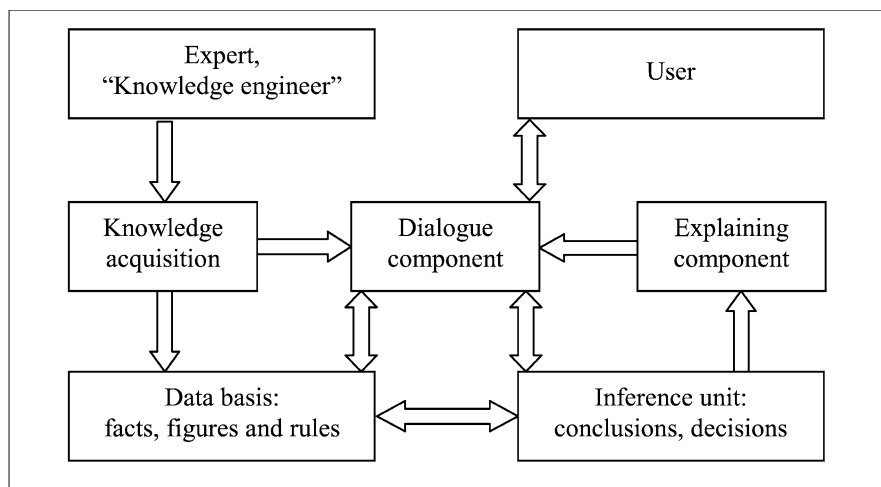 Expert,
“Knowledge engineer”
User
Knowledge
acquisition
Dialogue
component
Explaining
component
Data basis:
facts, figures and rules
Inference unit:
conclusions, decisions